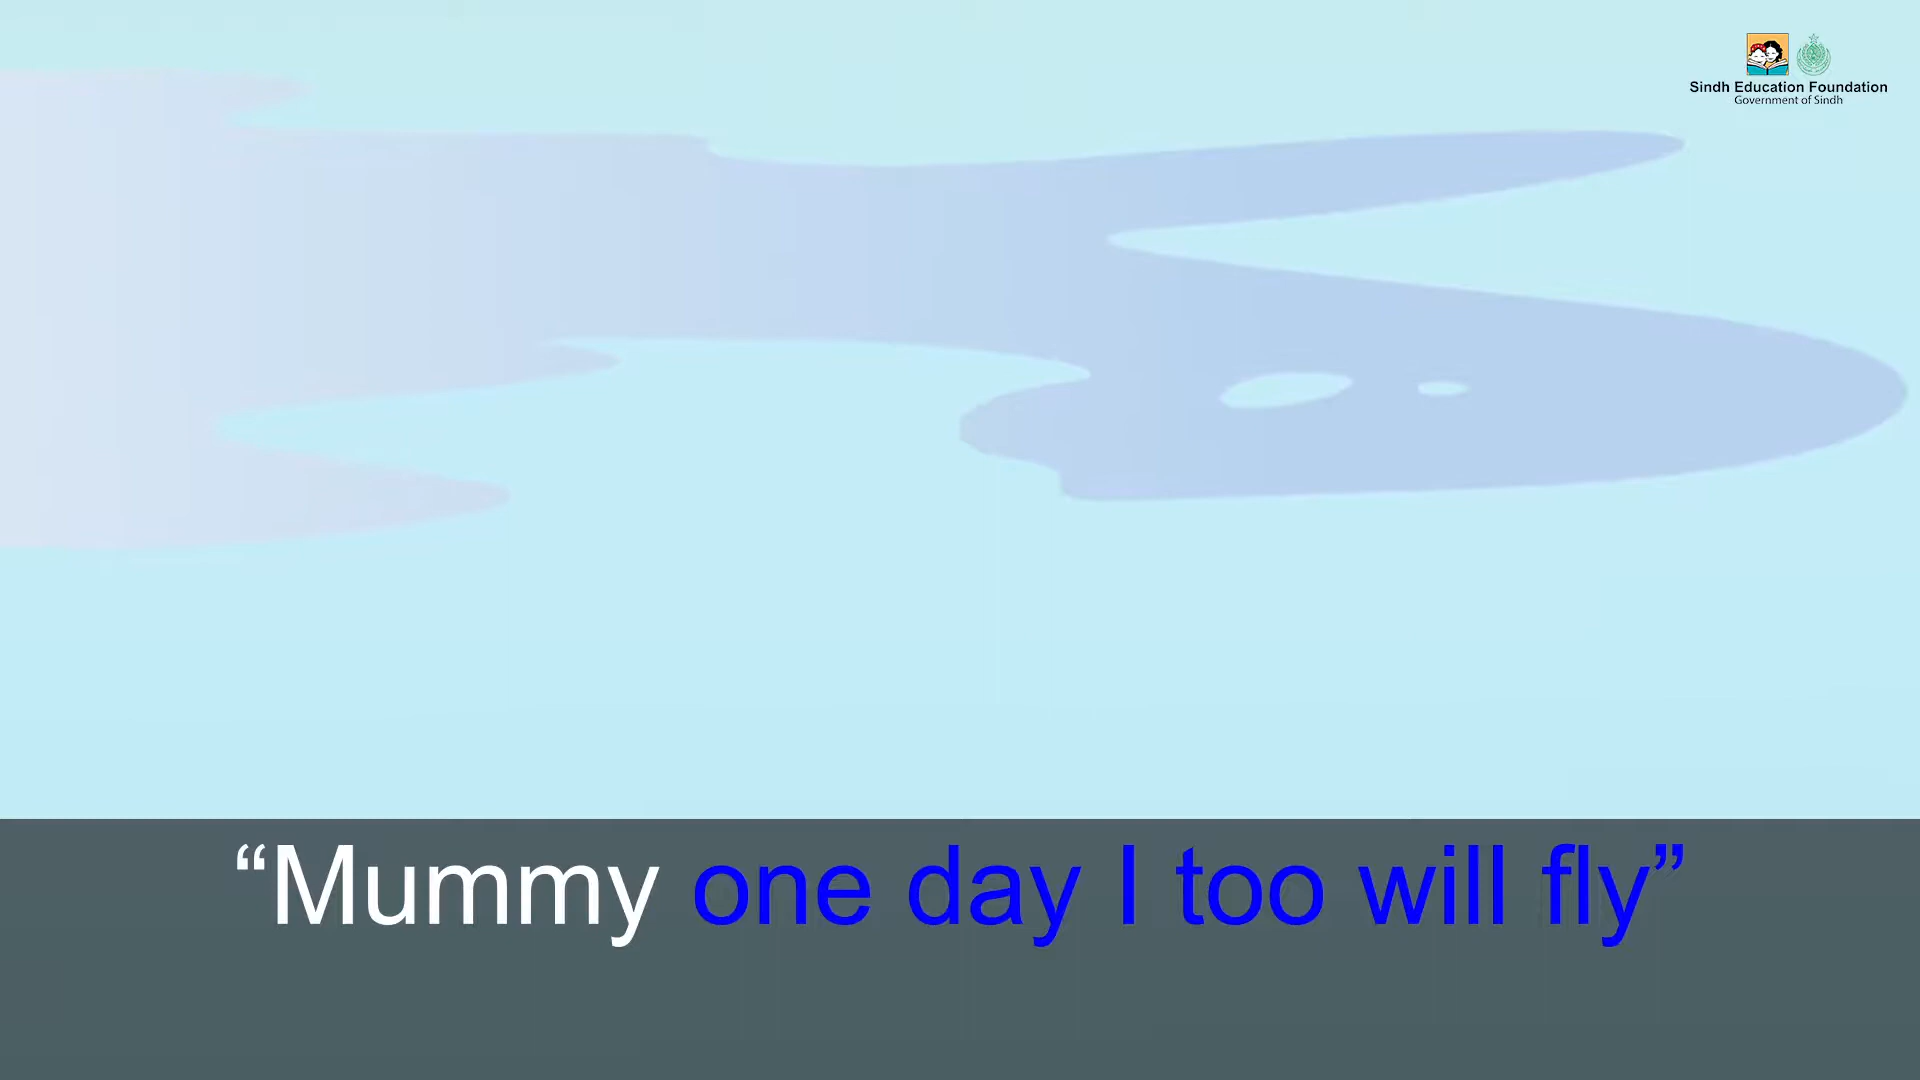 Sindh Education Foundation
Government of Sindh
“Mummy one day I too will fly”